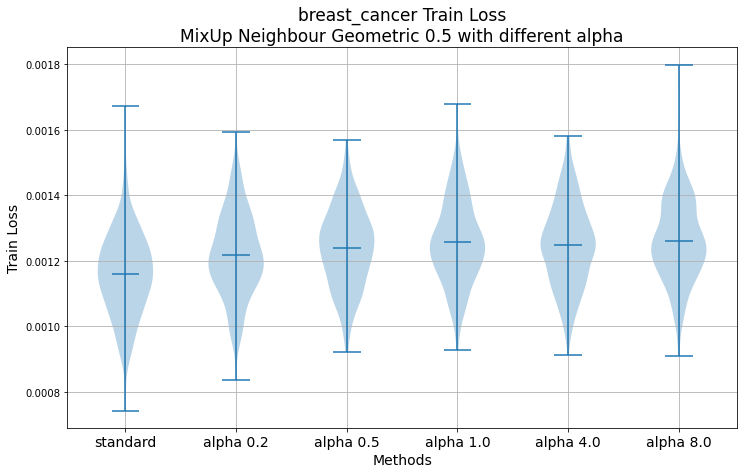 breast_cancer Train Loss
MixUp Neighbour Geometric 0.5 with different alpha
Train Loss
0.0018
0.0016
0.0014
0.0012
0.0010
0.0008
standard alpha 0.2 alpha 0.5 alpha 1.0 alpha 4.0 alpha 8.0
Methods